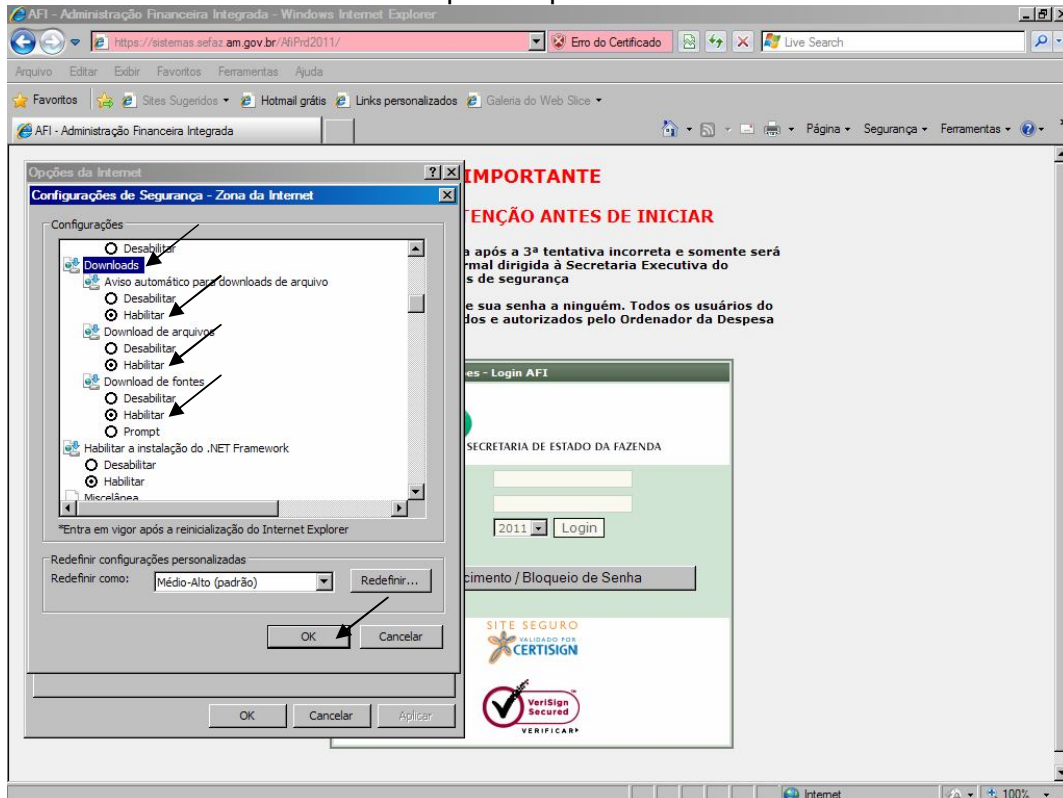 AFI - Administração Financeira Integrada - Windows Internet Explorer
https://sistemas.sefaz.am.gov.br/AfiPrd2011/
Erro do Certificado
Live Search
Arquivo Editar Exibir Favoritos Ferramentas Ajuda
Favoritos Sites Sugeridos Hotmail grátis Links personalizados Galeria do Web Slice
AFI - Administração Financeira Integrada
Página Segurança Ferramentas
Opções da Internet
Configurações de Segurança - Zona da Internet
Configurações
Desabilitar
Downloads
Aviso automático para downloads de arquivo
Desabilitar
Habilitar
Download de arquivos
Desabilitar
Habilitar
Download de fontes
Desabilitar
Habilitar
Prompt
Habilitar a instalação do .NET Framework
Desabilitar
Habilitar
Miscelânea
*Entra em vigor após a reinicialização do Internet Explorer
Redefinir configurações personalizadas
Redefinir como: Médio-Alto (padrão) Redefinir...
OK Cancelar
OK Cancelar Aplicar
IMPORTANTE
TENÇÃO ANTES DE INICIAR
a após a 3ª tentativa incorreta e somente será
rmal dirigida à Secretaria Executiva do
s de segurança
e sua senha a ninguém. Todos os usuários do
dos e autorizados pelo Ordenador da Despesa
es - Login AFI
SECRETARIA DE ESTADO DA FAZENDA
2011 Login
cimento / Bloqueio de Senha
SITE SEGURO
VALIDADO POR
CERTISIGN
VeriSign
Secured
VERIFICAR
Internet 100%